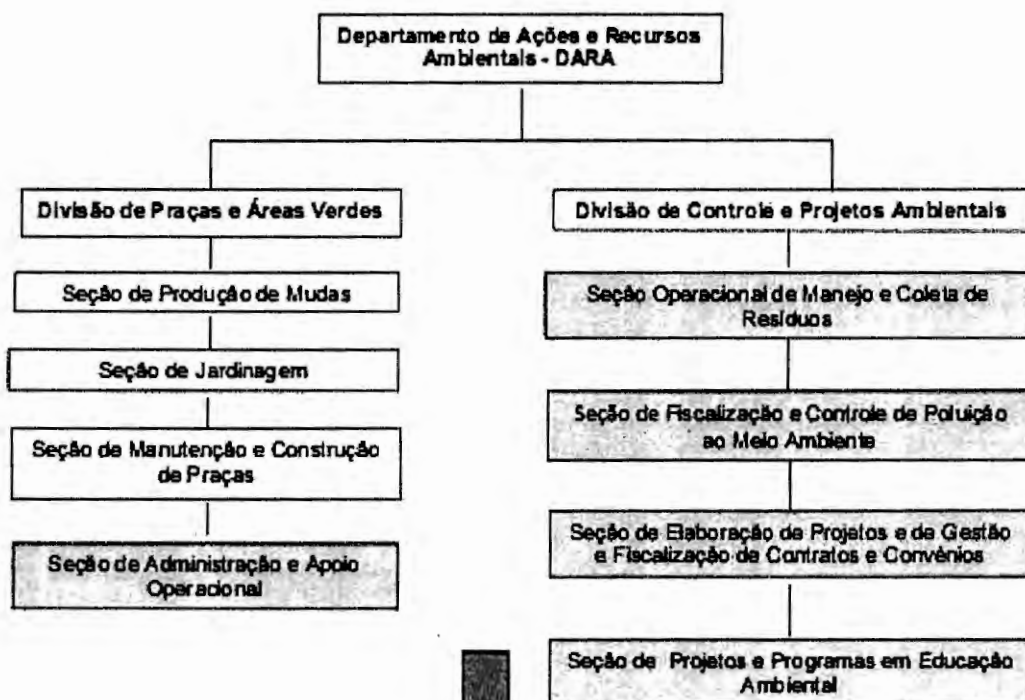 Departamento de Ações e Recursos
Ambientais - DARA
Divisão de Praças e Áreas Verdes
Seção de Produção de Mudas
Seção de Jardinagem
Seção de Manutenção e Construção
de Praças
Seção de Administração e Apoio
Operacional
Divisão de Controle e Projetos Ambientais
Seção Operacional de Manejo e Coleta de
Resíduos
Seção de Fiscalização e Controle de Poluição
ao Meio Ambiente
Seção de Elaboração de Projetos e de Gestão
e Fiscalização de Contratos e Convênios
Seção de Projetos e Programas em Educação
Ambiental